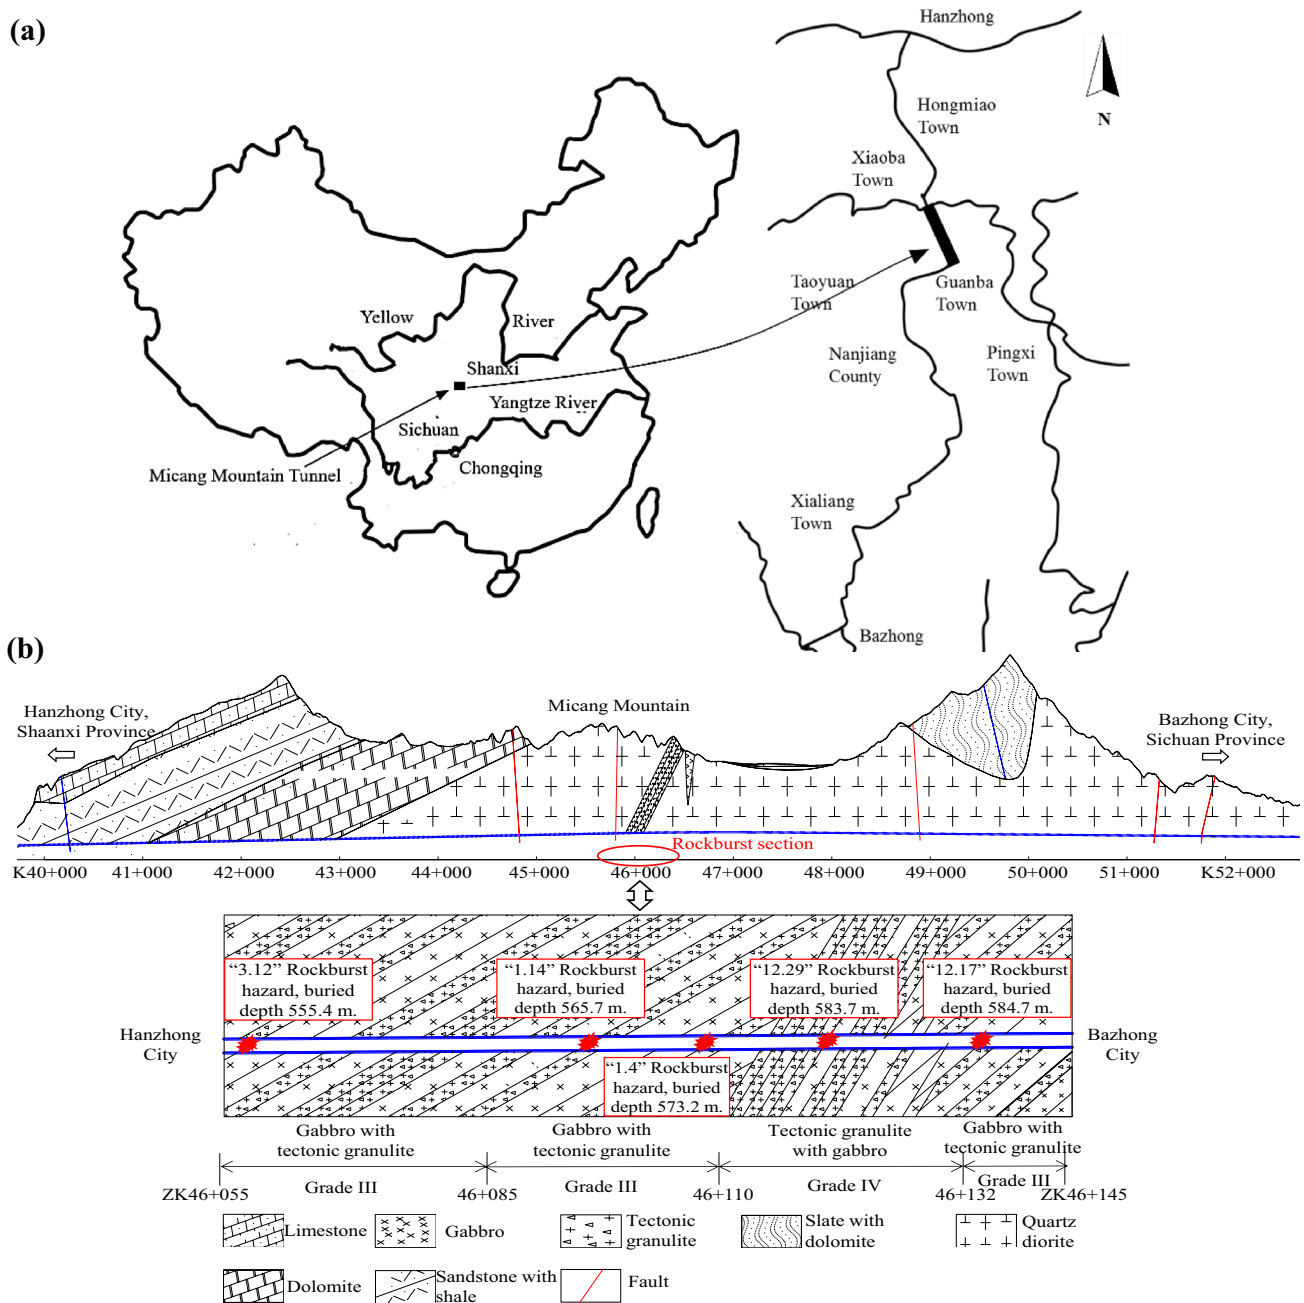 (a)
Hanzhong
Hongmiao
Town
N
Xiaoba
Town
Taoyuan
Town
Guanba
Town
Yellow
River
Nanjiang
County
Pingxi
Town
Shanxi
Yangtze River
Sichuan
Micang Mountain Tunnel
Chongqing
Xialiang
Town
Bazhong
(b)
Hanzhong City,
Shaanxi Province
Micang Mountain
Bazhong City,
Sichuan Province
Rockburst section
K40+000 41+000 42+000 43+000 44+000 45+000 46+000 47+000 48+000 49+000 50+000 51+000 K52+000
“3.12” Rockburst
hazard, buried
depth 555.4 m.
“1.14” Rockburst
hazard, buried
depth 565.7 m.
“12.29” Rockburst
hazard, buried
depth 583.7 m.
“12.17” Rockburst
hazard, buried
depth 584.7 m.
Hanzhong
City
Bazhong
City
“1.4” Rockburst
hazard, buried
depth 573.2 m.
Gabbro with
tectonic granulite
Gabbro with
tectonic granulite
Tectonic granulite
with gabbro
Gabbro with
tectonic granulite
Grade III
Grade III
Grade IV
Grade III
ZK46+055 46+085 46+110 46+132 ZK46+145
Limestone
Gabbro
Tectonic
granulite
Slate with
dolomite
Quartz
diorite
Dolomite
Sandstone with
shale
Fault